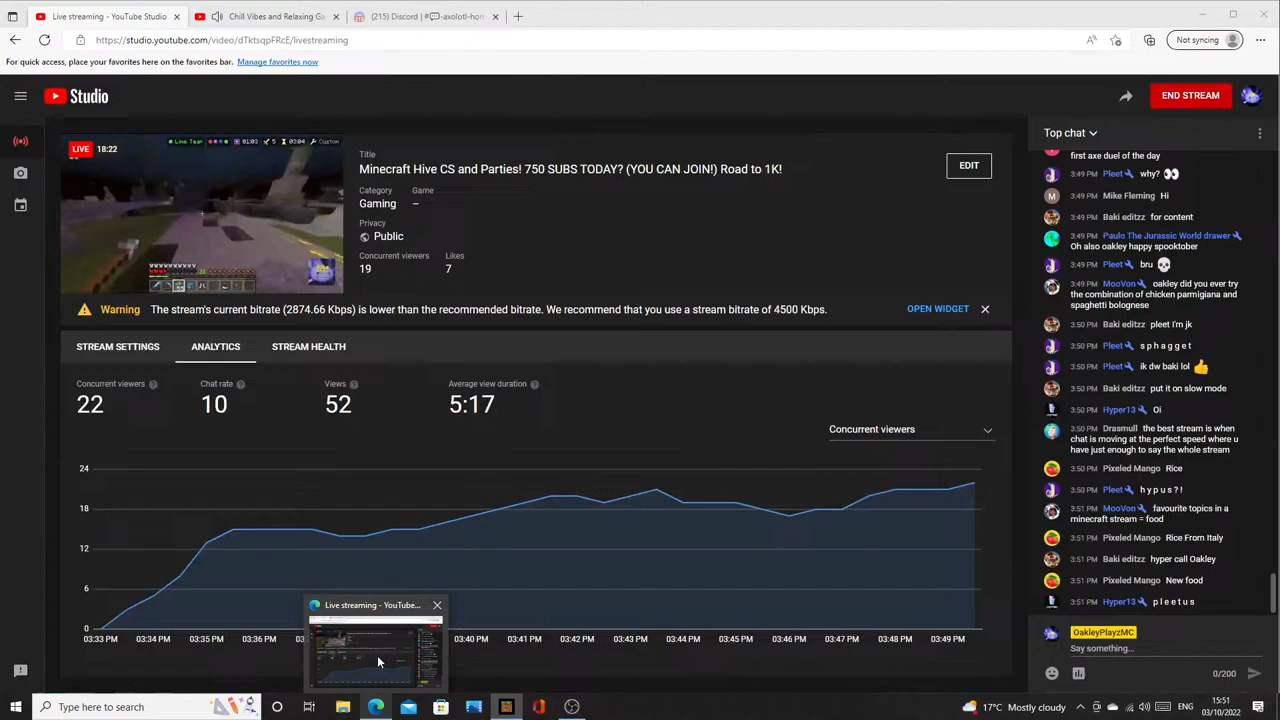 Live streaming - YouTube Studio
Chill Vibes and Relaxing Ga
(215) Discord | #💬-axolotl-hom
https://studio.youtube.com/video/dTktsqpFRcE/livestreaming
Not syncing
For quick access, place your favorites here on the favorites bar. Manage favorites now
Studio
END STREAM
LIVE 18:22
Title
Minecraft Hive CS and Parties! 750 SUBS TODAY? (YOU CAN JOIN!) Road to 1K!
EDIT
Category Game
Gaming –
Privacy
Public
Concurrent viewers Likes
19 7
Warning The stream's current bitrate (2874.66 Kbps) is lower than the recommended bitrate. We recommend that you use a stream bitrate of 4500 Kbps. OPEN WIDGET
STREAM SETTINGS ANALYTICS STREAM HEALTH
Concurrent viewers Chat rate Views Average view duration
22 10 52 5:17
Concurrent viewers
24
18
12
6
0
03:33 PM 03:34 PM 03:35 PM 03:36 PM 03:40 PM 03:41 PM 03:42 PM 03:43 PM 03:44 PM 03:45 PM 03:46 PM 03:47 PM 03:48 PM 03:49 PM
Live streaming - YouTube...
Top chat
first axe duel of the day
3:49 PM Pleet why? 👀
3:49 PM Mike Fleming Hi
3:49 PM Baki editzz for content
3:49 PM Paulo The Jurassic World drawer
Oh also oakley happy spooktober
3:49 PM Pleet bru 💀
3:49 PM MooVon oakley did you ever try
the combination of chicken parmigiana and
spaghetti bolognese
3:50 PM Baki editzz pleet I'm jk
3:50 PM Pleet s p h a g g e t
3:50 PM Pleet ik dw baki lol 👍
3:50 PM Baki editzz put it on slow mode
3:50 PM Hyper13 Oi
3:50 PM Drasmull the best stream is when
chat is moving at the perfect speed where u
have just enough to say the whole stream
3:50 PM Pixeled Mango Rice
3:50 PM Pleet h y p u s ? !
3:51 PM MooVon favourite topics in a
minecraft stream = food
3:51 PM Pixeled Mango Rice From Italy
3:51 PM Baki editzz hyper call Oakley
3:51 PM Pixeled Mango New food
3:51 PM Hyper13 p l e e t u s
OakleyPlayzMC
Say something...
0/200
Type here to search
17°C Mostly cloudy
15:51
03/10/2022